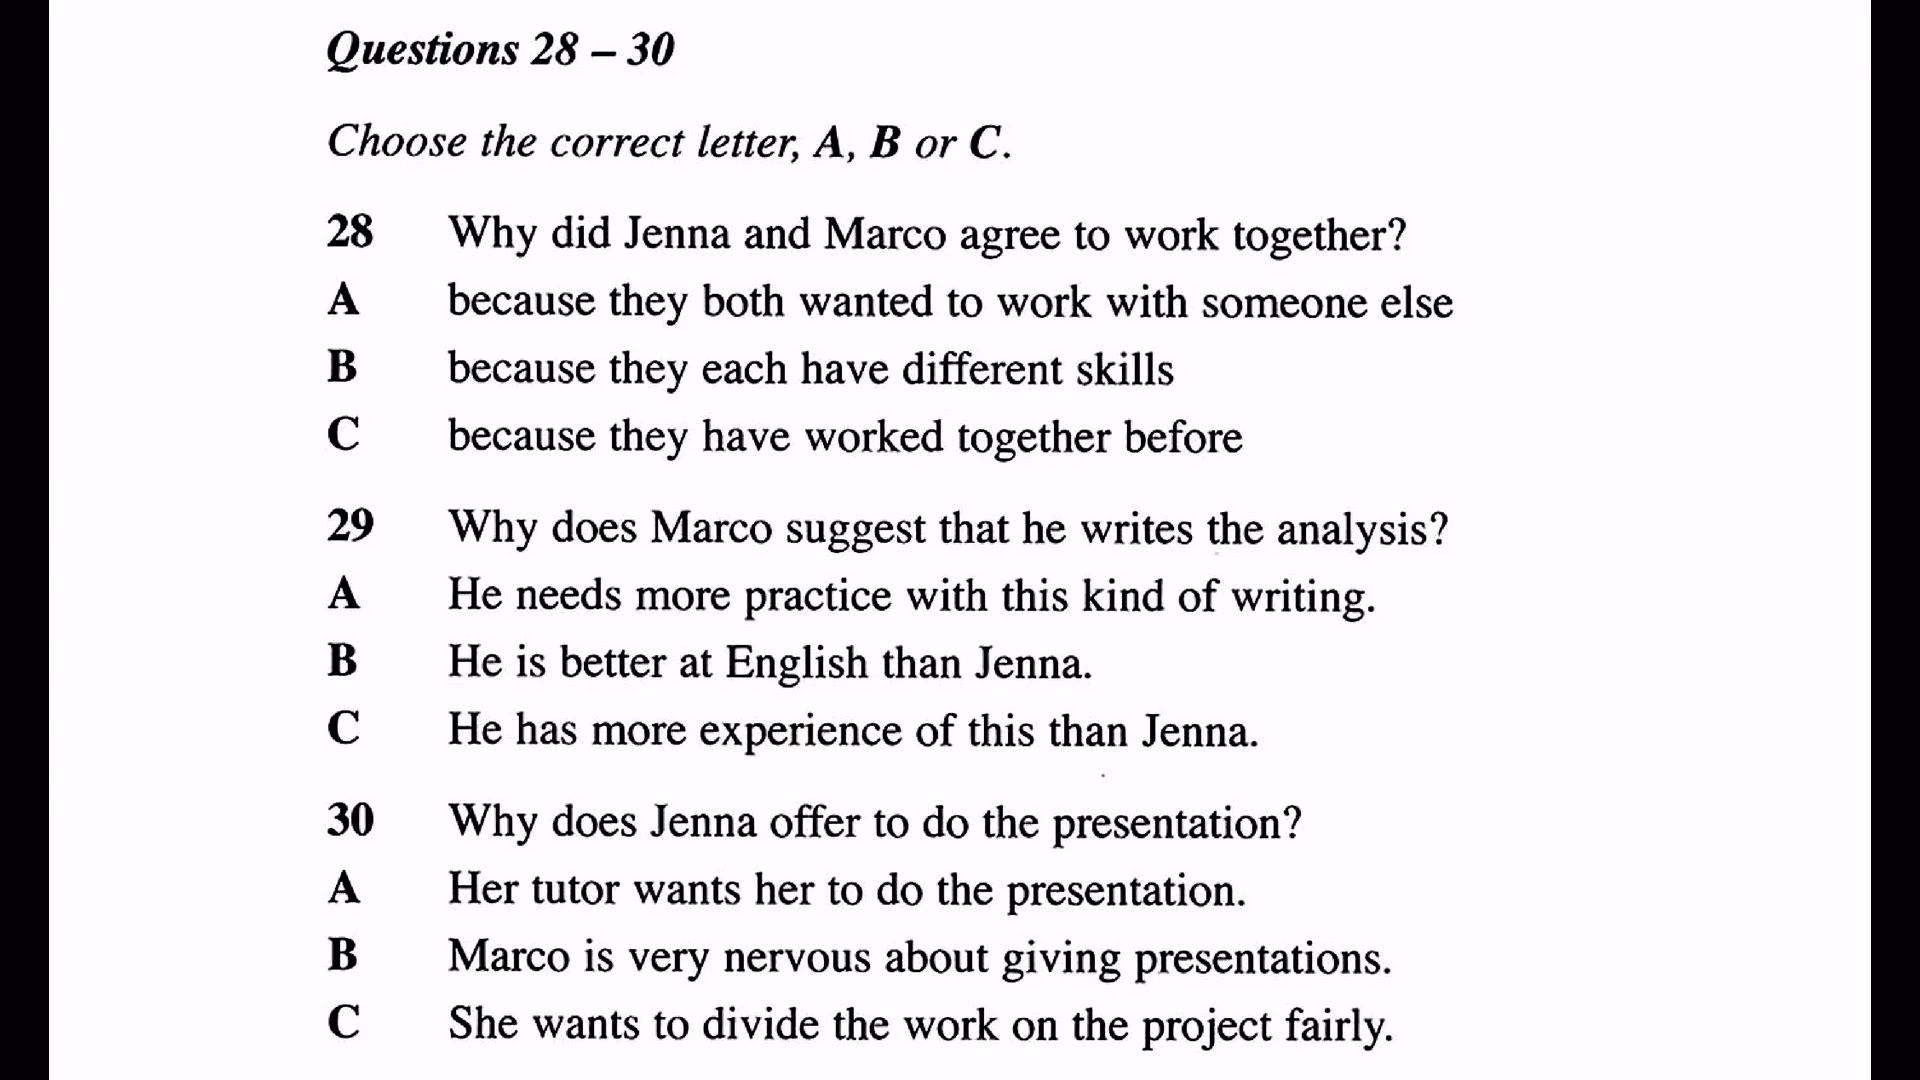 Questions 28 – 30
Choose the correct letter, A, B or C.
28 Why did Jenna and Marco agree to work together?
A because they both wanted to work with someone else
B because they each have different skills
C because they have worked together before
29 Why does Marco suggest that he writes the analysis?
A He needs more practice with this kind of writing.
B He is better at English than Jenna.
C He has more experience of this than Jenna.
30 Why does Jenna offer to do the presentation?
A Her tutor wants her to do the presentation.
B Marco is very nervous about giving presentations.
C She wants to divide the work on the project fairly.